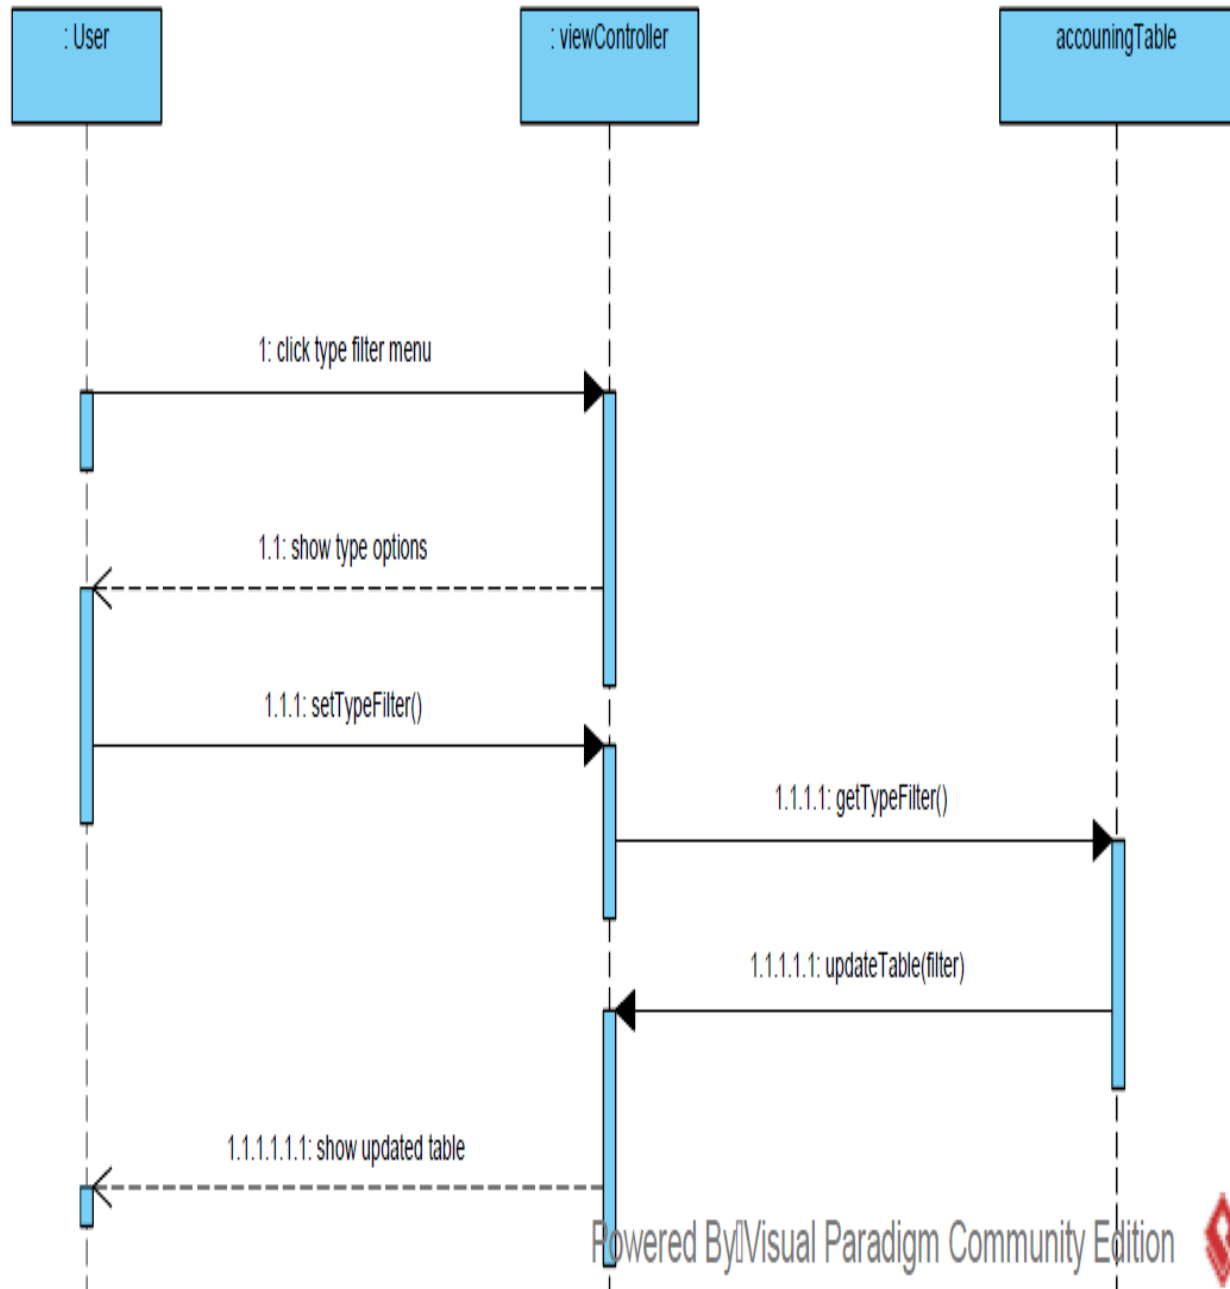 : User
: viewController
accouningTable
1: click type filter menu
1.1: show type options
1.1.1: setTypeFilter()
1.1.1.1: getTypeFilter()
1.1.1.1.1: updateTable(filter)
1.1.1.1.1.1: show updated table
Powered By Visual Paradigm Community Edition